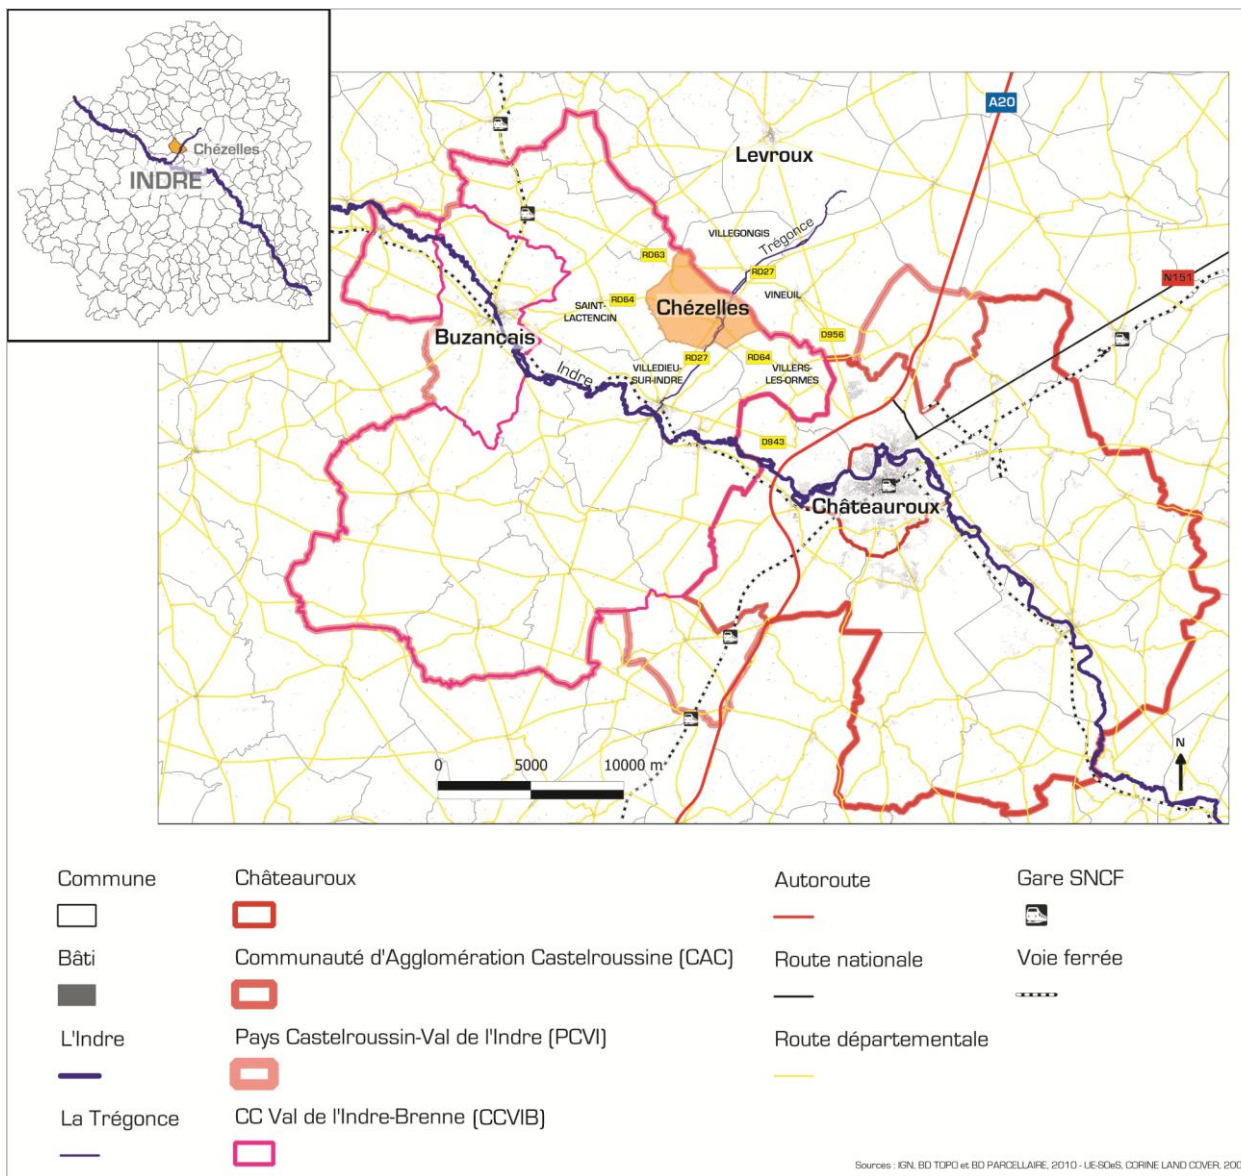 Chézelles
INDRE
A20
Levroux
VILLEGONGIS
Trégonce
RD63
RD27
N151
RD64
SAINT-
LACTENCIN
Chézelles
VINEUIL
Buzançais
D956
Indre
VILLEDIEU-
SUR-INDRE
RD27
RD64
VILLERS-
LES-ORMES
D943
Châteauroux
0 5000 10000 m
N
Commune
Châteauroux
Autoroute
Gare SNCF
Bâti
Communauté d'Agglomération Castelroussine (CAC)
Route nationale
Voie ferrée
L'Indre
Pays Castelroussin-Val de l'Indre (PCVI)
Route départementale
La Trégonce
CC Val de l'Indre-Brenne (CCVIB)
Sources : IGN, BD TOPO et BD PARCELLAIRE, 2010 - UE-SOeS, CORINE LAND COVER,